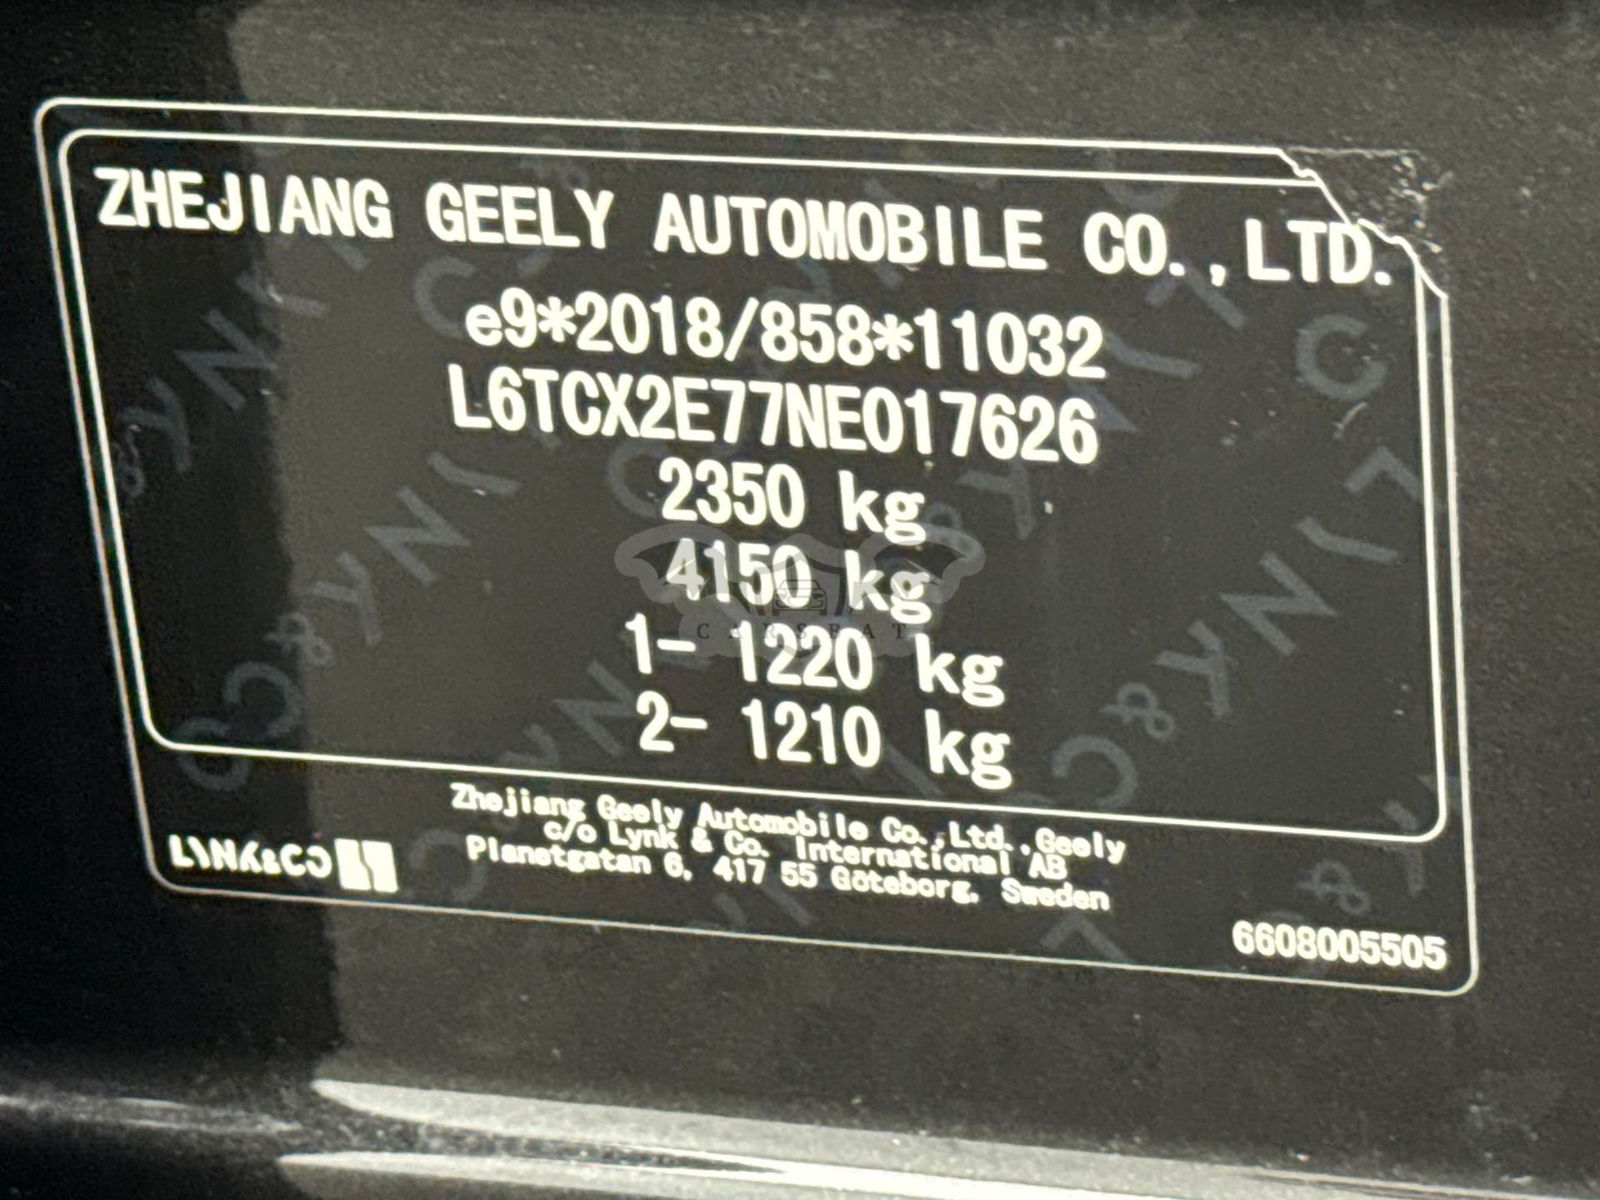 ZHEJIANG GEELY AUTOMOBILE CO.,LTD.
e9*2018/858*11032
L6TCX2E77NE017626
2350 kg
4150 kg
CARSBAT
1- 1220 kg
2- 1210 kg
Zhejiang Geely Automobile Co.,Ltd.,Geely
c/o Lynk & Co. International AB
Planetgatan 6, 417 55 Göteborg, Sweden
LYNK&CO
6608005505